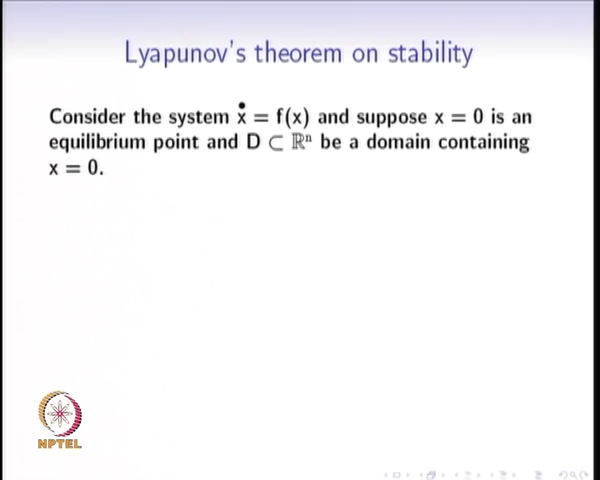 Lyapunov's theorem on stability
Consider the system ẋ = f(x) and suppose x = 0 is an
equilibrium point and D ⊂ ℝⁿ be a domain containing
x = 0.
NPTEL